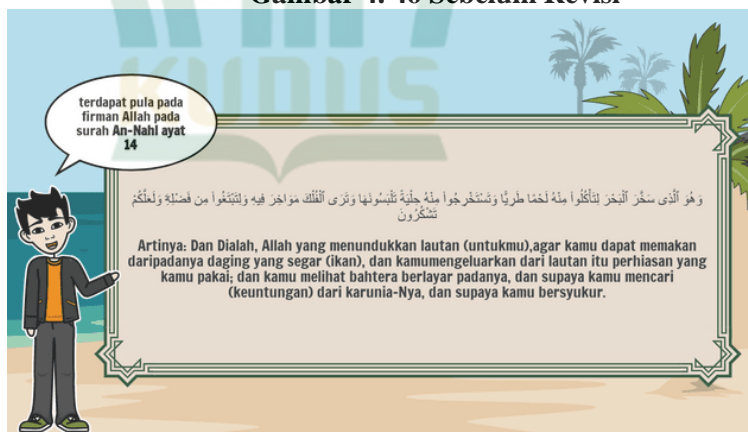 Gambar 4. 46 Sebelum Revisi
KUDUS
terdapat pula pada
firman Allah pada
surah An-Nahl ayat
14
وَهُوَ ٱلَّذِى سَخَّرَ ٱلْبَحْرَ لِتَأْكُلُوا۟ مِنْهُ لَحْمًا طَرِيًّا وَتَسْتَخْرِجُوا۟ مِنْهُ حِلْيَةً تَلْبَسُونَهَا وَتَرَى ٱلْفُلْكَ مَوَاخِرَ فِيهِ وَلِتَبْتَغُوا۟ مِن فَضْلِهِۦ وَلَعَلَّكُمْ
تَشْكُرُونَ
Artinya: Dan Dialah, Allah yang menundukkan lautan (untukmu),agar kamu dapat memakan
daripadanya daging yang segar (ikan), dan kamumengeluarkan dari lautan itu perhiasan yang
kamu pakai; dan kamu melihat bahtera berlayar padanya, dan supaya kamu mencari
(keuntungan) dari karunia-Nya, dan supaya kamu bersyukur.